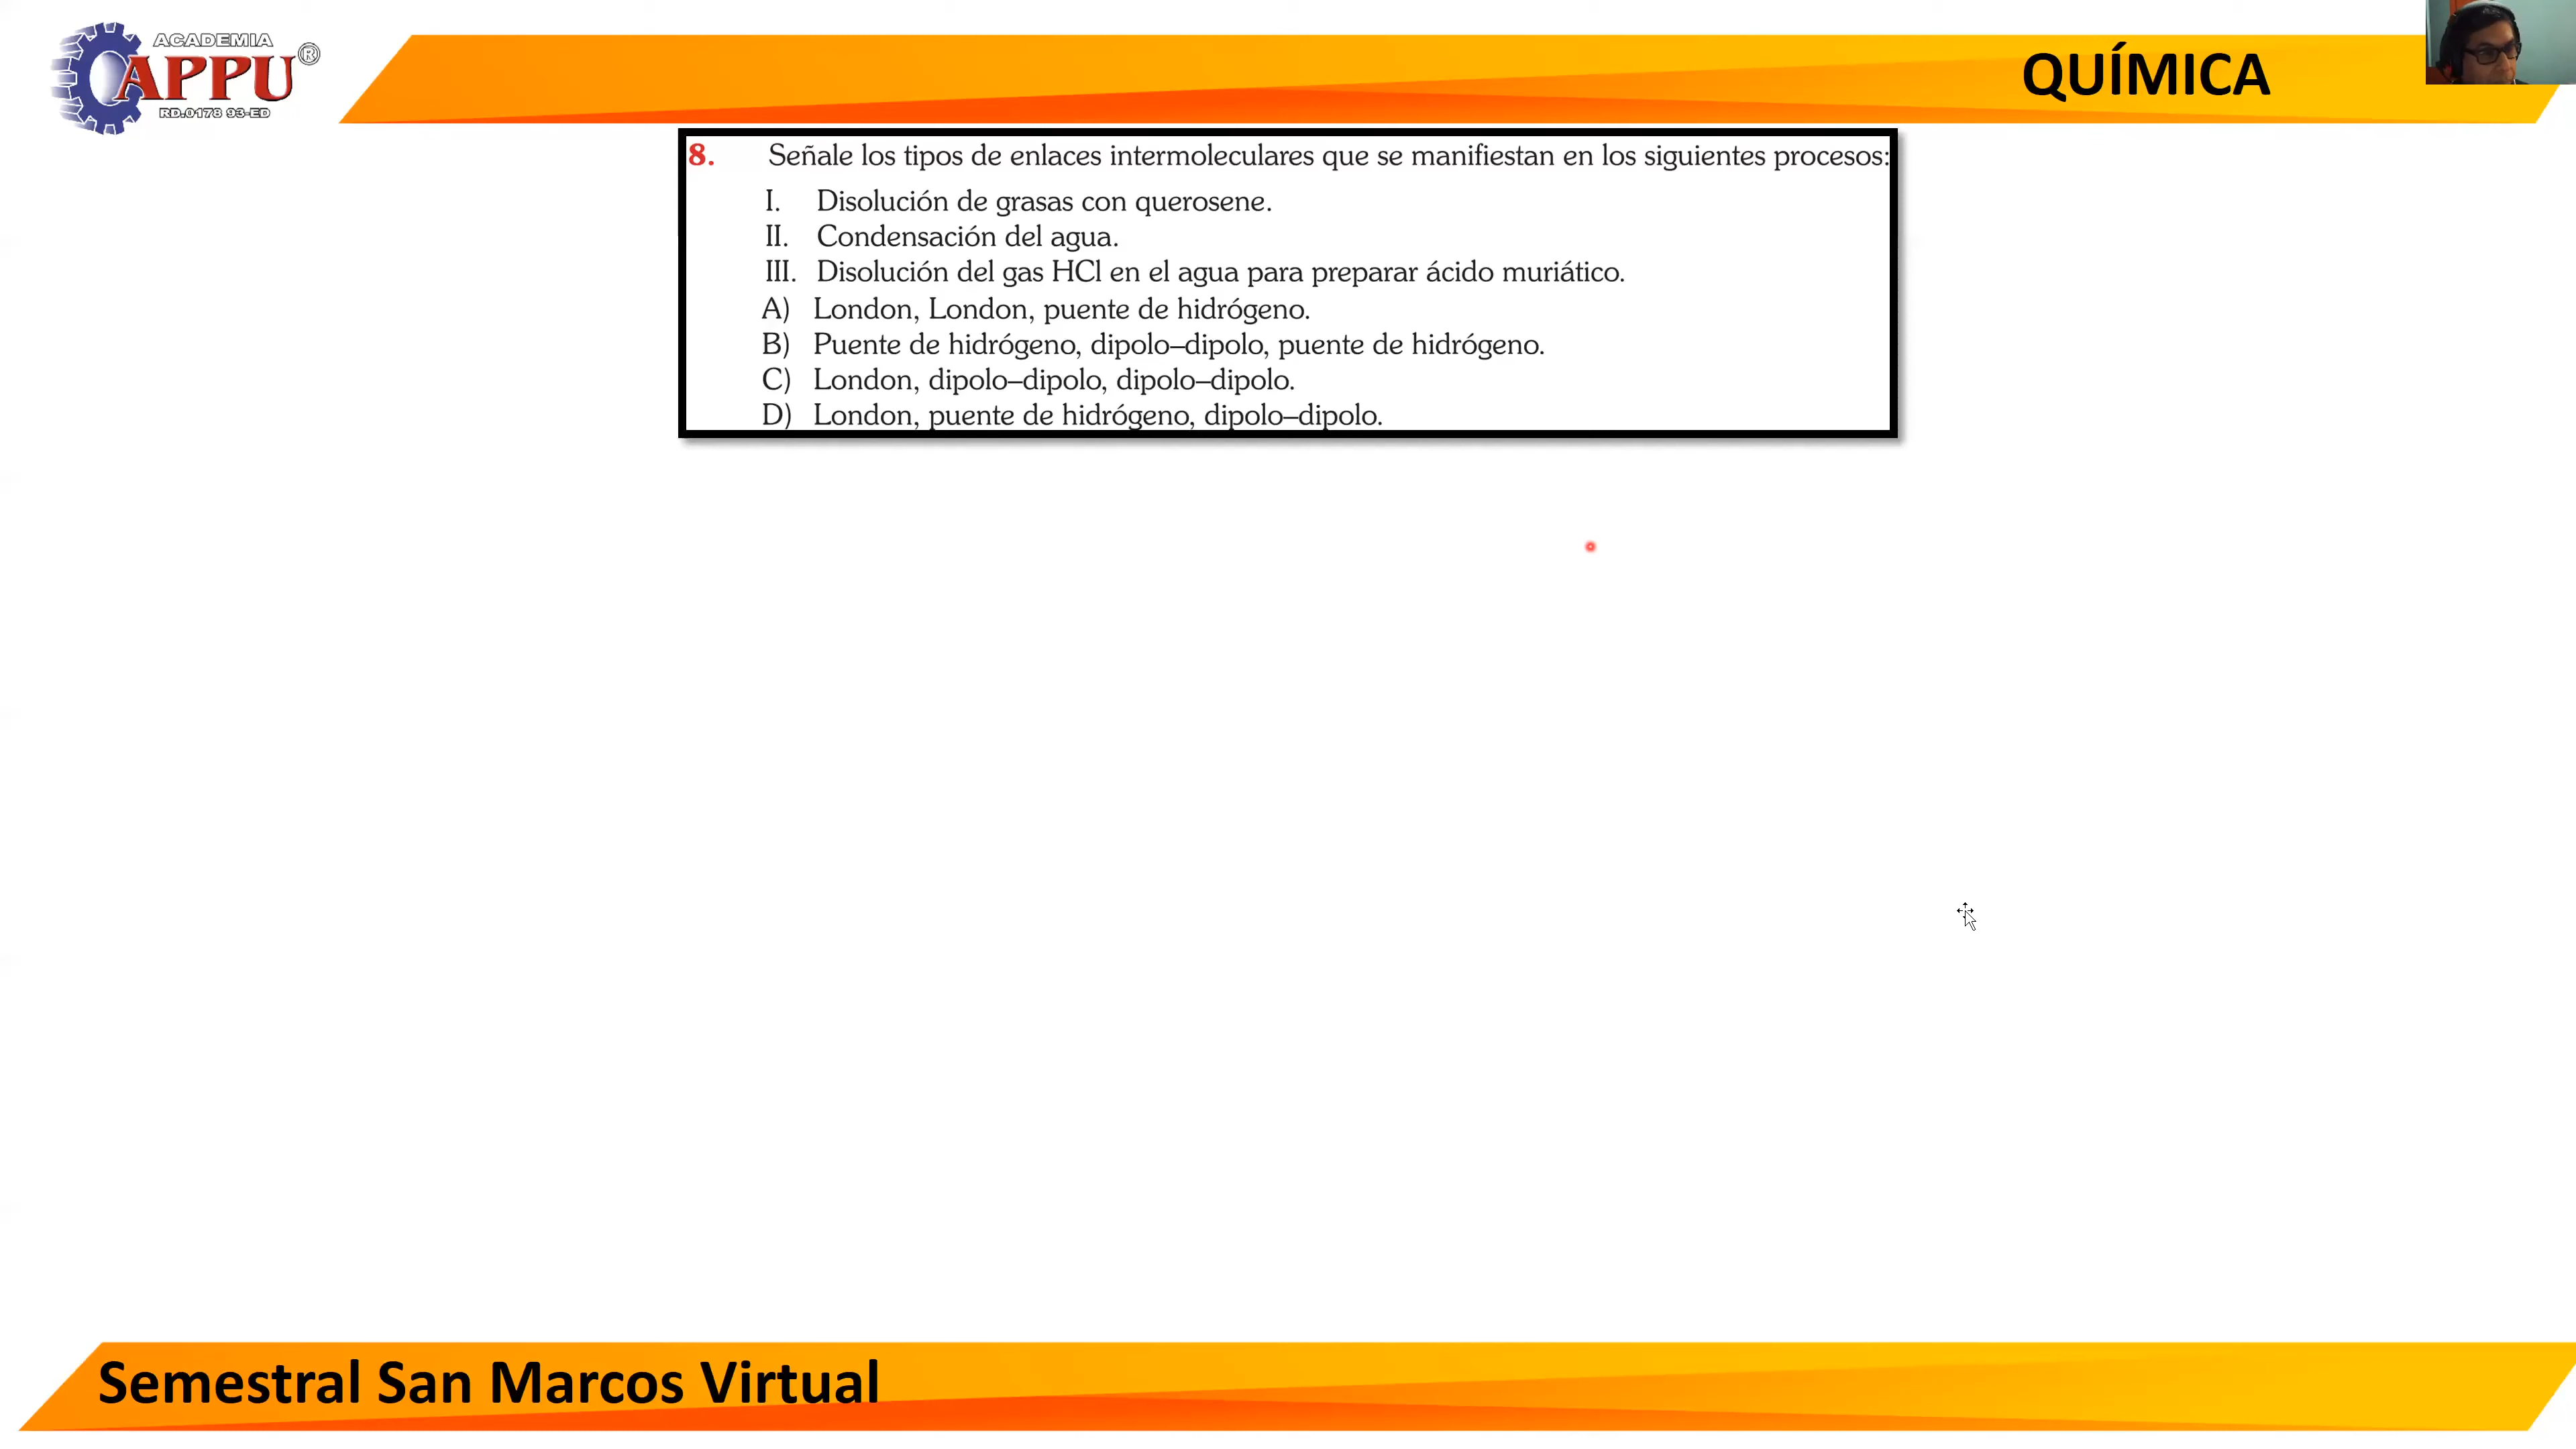 ACADEMIA
APPU®
RD.0178 93-ED
QUÍMICA
8. Señale los tipos de enlaces intermoleculares que se manifiestan en los siguientes procesos:
I. Disolución de grasas con querosene.
II. Condensación del agua.
III. Disolución del gas HCl en el agua para preparar ácido muriático.
A) London, London, puente de hidrógeno.
B) Puente de hidrógeno, dipolo–dipolo, puente de hidrógeno.
C) London, dipolo–dipolo, dipolo–dipolo.
D) London, puente de hidrógeno, dipolo–dipolo.
Semestral San Marcos Virtual